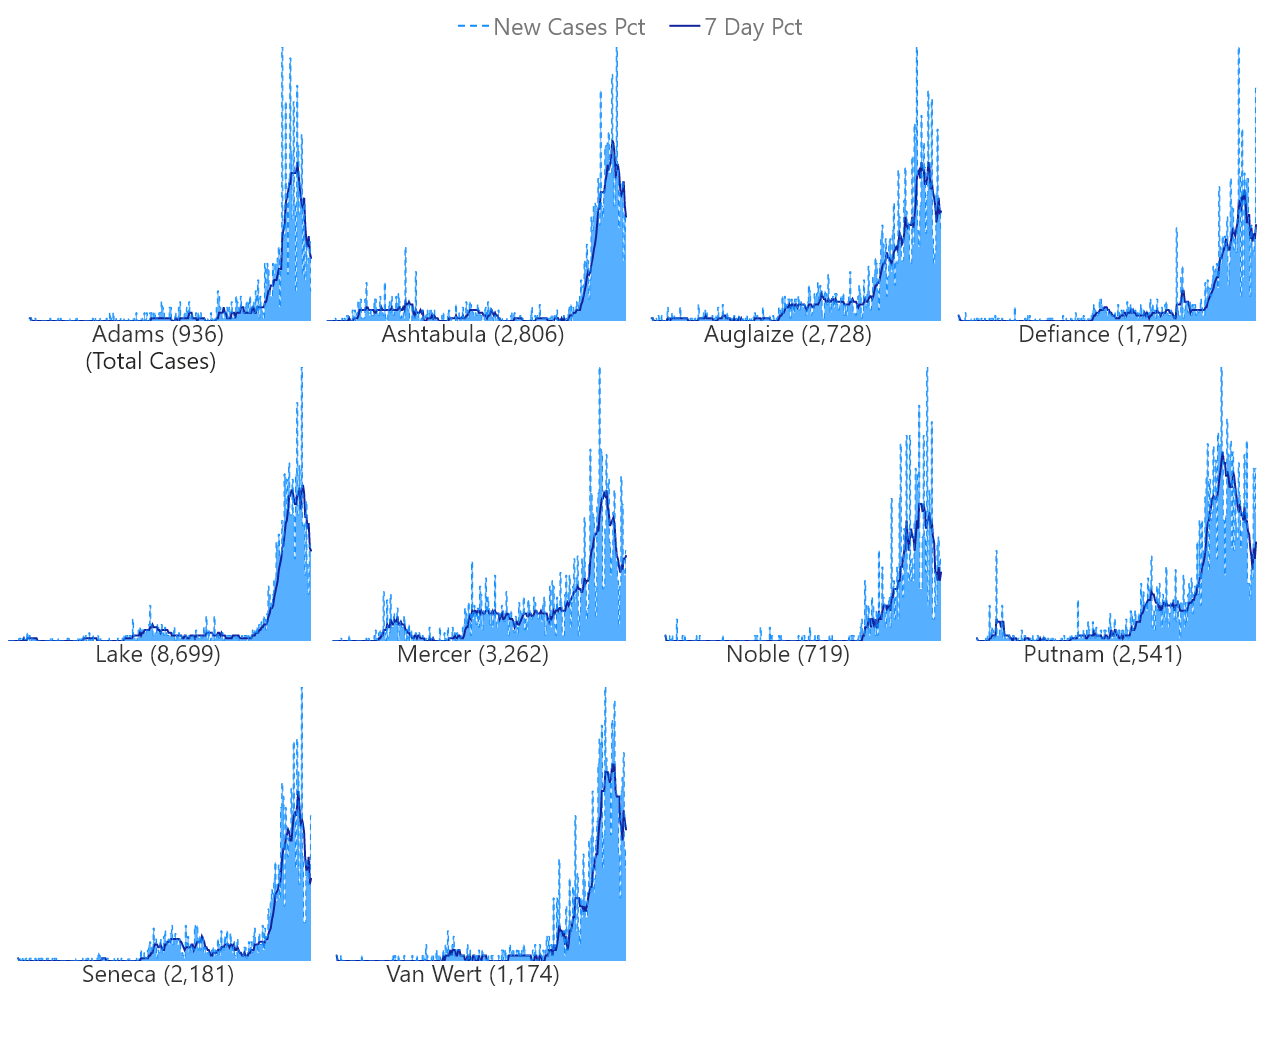 New Cases Pct 7 Day Pct
Adams (936) Ashtabula (2,806) Auglaize (2,728) Defiance (1,792)
(Total Cases)
Lake (8,699) Mercer (3,262) Noble (719) Putnam (2,541)
Seneca (2,181) Van Wert (1,174)